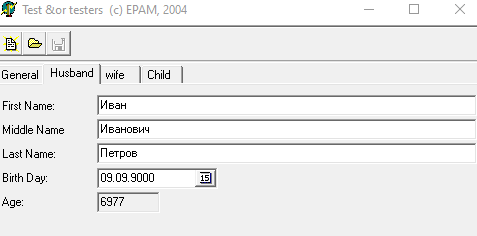 Test &or testers (c) EPAM, 2004
General Husband wife Child
First Name: Иван
Middle Name Иванович
Last Name: Петров
Birth Day: 09.09.9000 15
Age: 6977